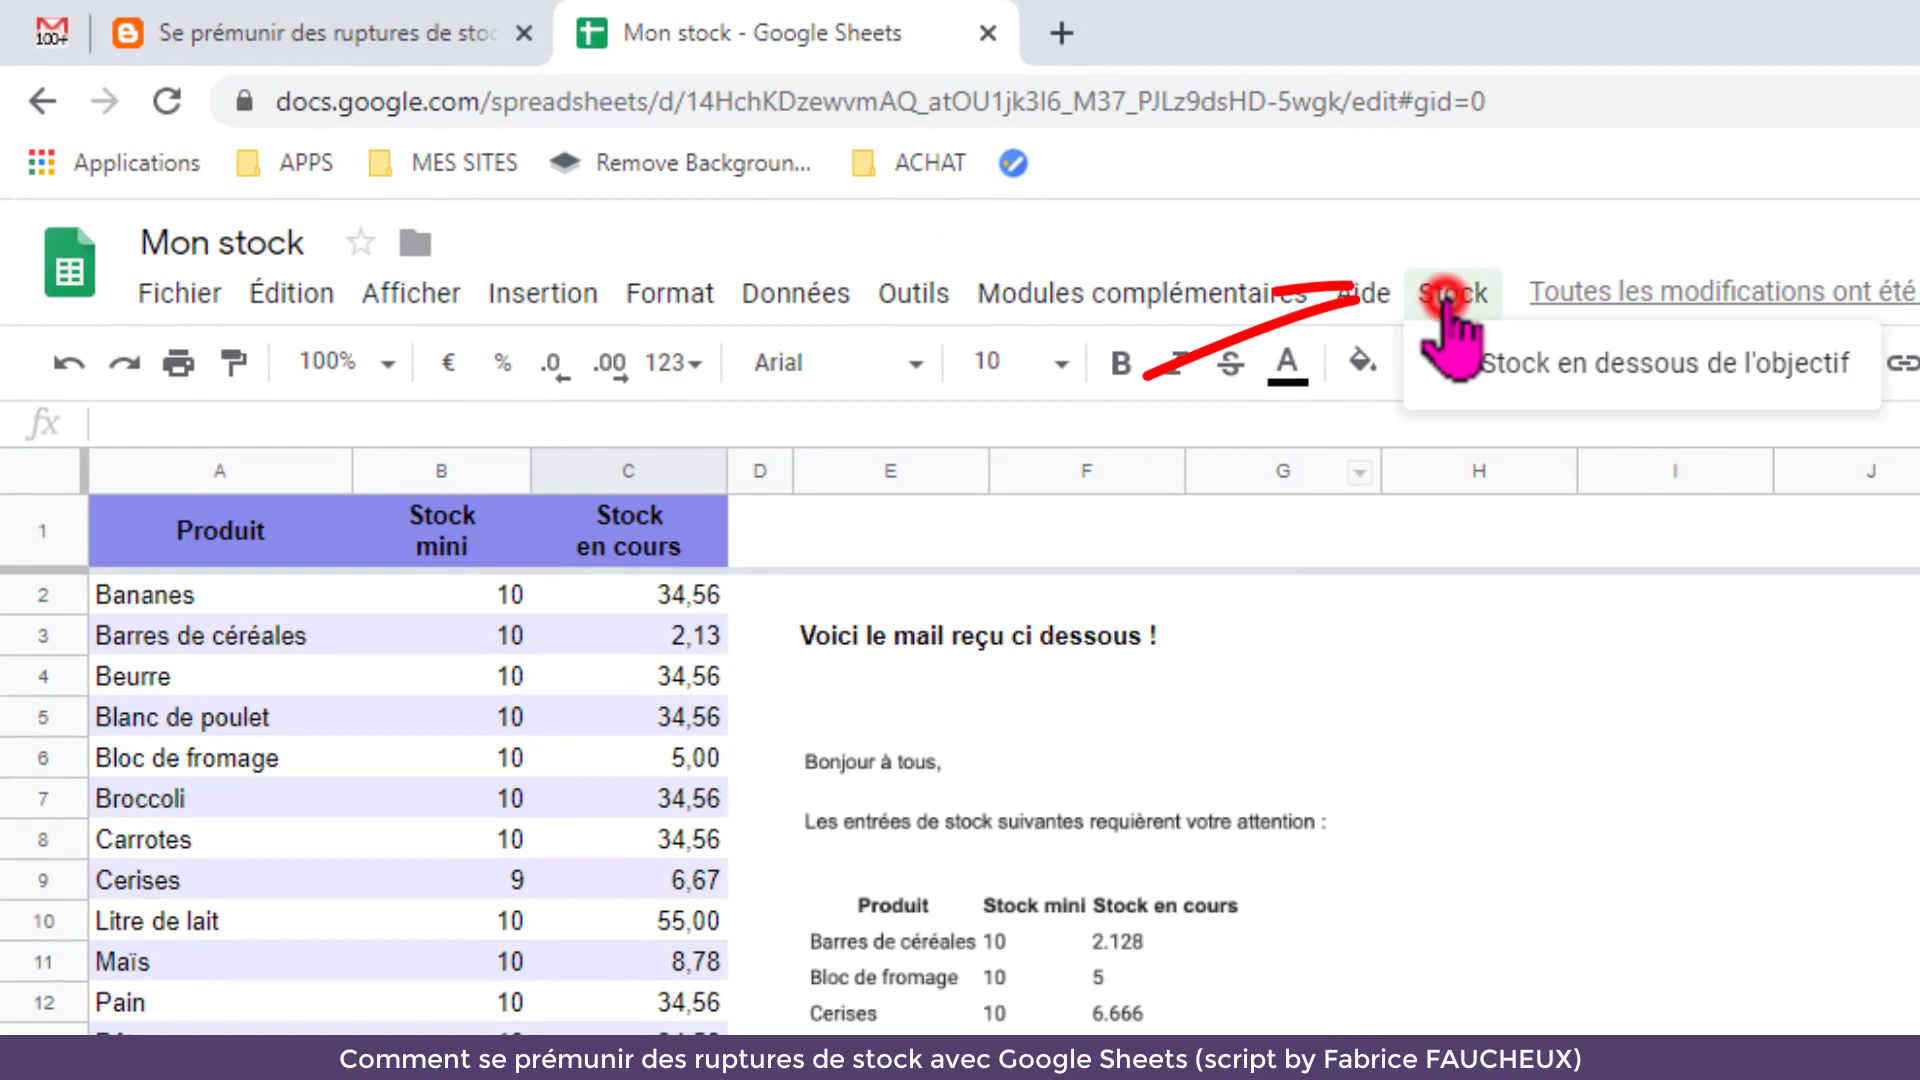 100+
Se prémunir des ruptures de stoc
Mon stock - Google Sheets
docs.google.com/spreadsheets/d/14HchKDzewvmAQ_atOU1jk3l6_M37_PJLz9dsHD-5wgk/edit#gid=0
Applications APPS MES SITES Remove Backgroun... ACHAT
Mon stock
Fichier Édition Afficher Insertion Format Données Outils Modules complémentaires Aide Stock Toutes les modifications ont été
100% € % .0 .00 123 Arial 10 B I S A
Stock en dessous de l'objectif
fx
A B C D E F G H I J
1 Produit Stock mini Stock en cours
2 Bananes 10 34,56
3 Barres de céréales 10 2,13
Voici le mail reçu ci dessous !
4 Beurre 10 34,56
5 Blanc de poulet 10 34,56
6 Bloc de fromage 10 5,00
Bonjour à tous,
7 Broccoli 10 34,56
Les entrées de stock suivantes requièrent votre attention :
8 Carrotes 10 34,56
9 Cerises 9 6,67
Produit Stock mini Stock en cours
10 Litre de lait 10 55,00
Barres de céréales 10 2.128
11 Maïs 10 8,78
Bloc de fromage 10 5
12 Pain 10 34,56
Cerises 10 6.666
Comment se prémunir des ruptures de stock avec Google Sheets (script by Fabrice FAUCHEUX)